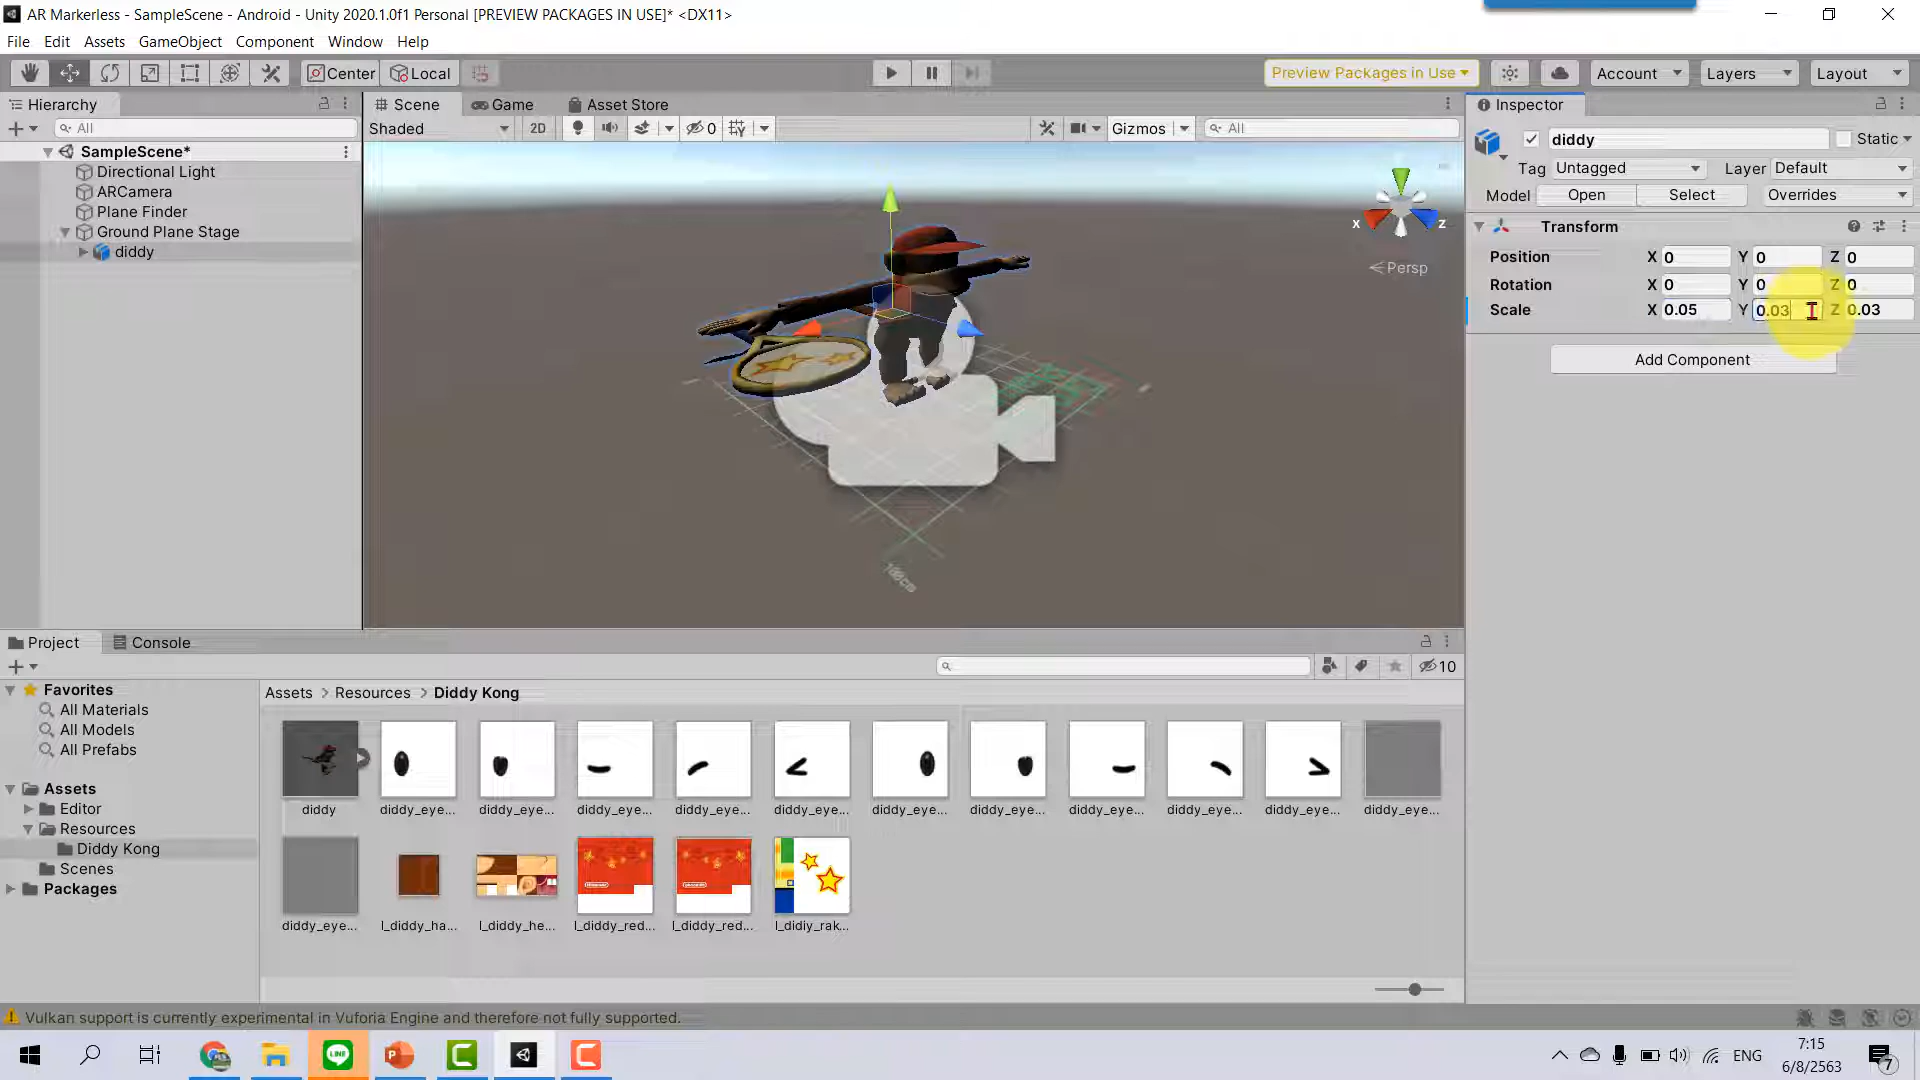 AR Markerless - SampleScene - Android - Unity 2020.1.0f1 Personal [PREVIEW PACKAGES IN USE]* <DX11>
File Edit Assets GameObject Component Window Help
Center Local Preview Packages in Use Account Layers Layout
Hierarchy Scene Game Asset Store Inspector
All Shaded 2D 0 Gizmos All
diddy Static
SampleScene*
Tag Untagged Layer Default
Directional Light
ARCamera
Model Open Select Overrides
Plane Finder
Ground Plane Stage
diddy
x z
Persp
Transform
Position X 0 Y 0 Z 0
Rotation X 0 Y 0 Z 0
Scale X 0.05 Y 0.03 Z 0.03
Add Component
100cm
Project Console
10
Favorites
All Materials
All Models
All Prefabs
Assets
Editor
Resources
Diddy Kong
Scenes
Packages
Assets > Resources > Diddy Kong
diddy diddy_eye... diddy_eye... diddy_eye... diddy_eye... diddy_eye... diddy_eye... diddy_eye... diddy_eye... diddy_eye... diddy_eye... diddy_eye...
diddy_eye... l_diddy_ha... l_diddy_he... l_diddy_red... l_diddy_red... l_didiy_rak...
Vulkan support is currently experimental in Vuforia Engine and therefore not fully supported.
LINE
ENG
7:15
6/8/2563
7